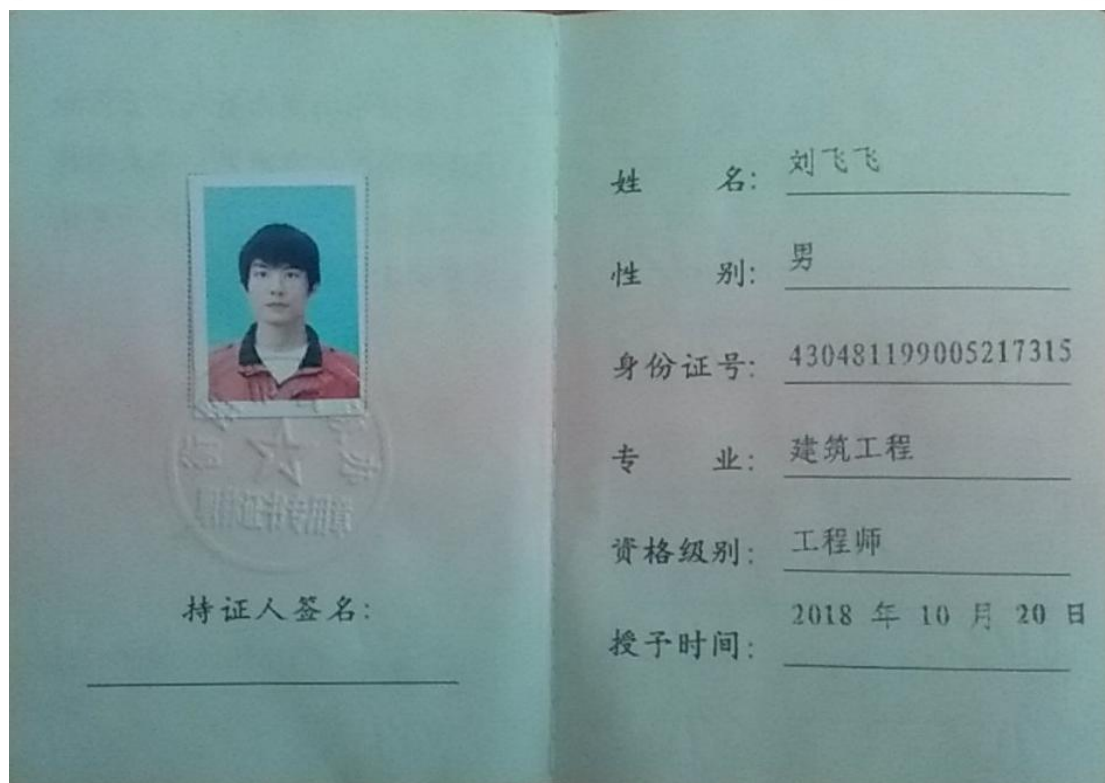 持证人签名:
姓 名: 刘飞飞
性 别: 男
身份证号: 430481199005217315
专 业: 建筑工程
资格级别: 工程师
授予时间: 2018 年 10 月 20 日